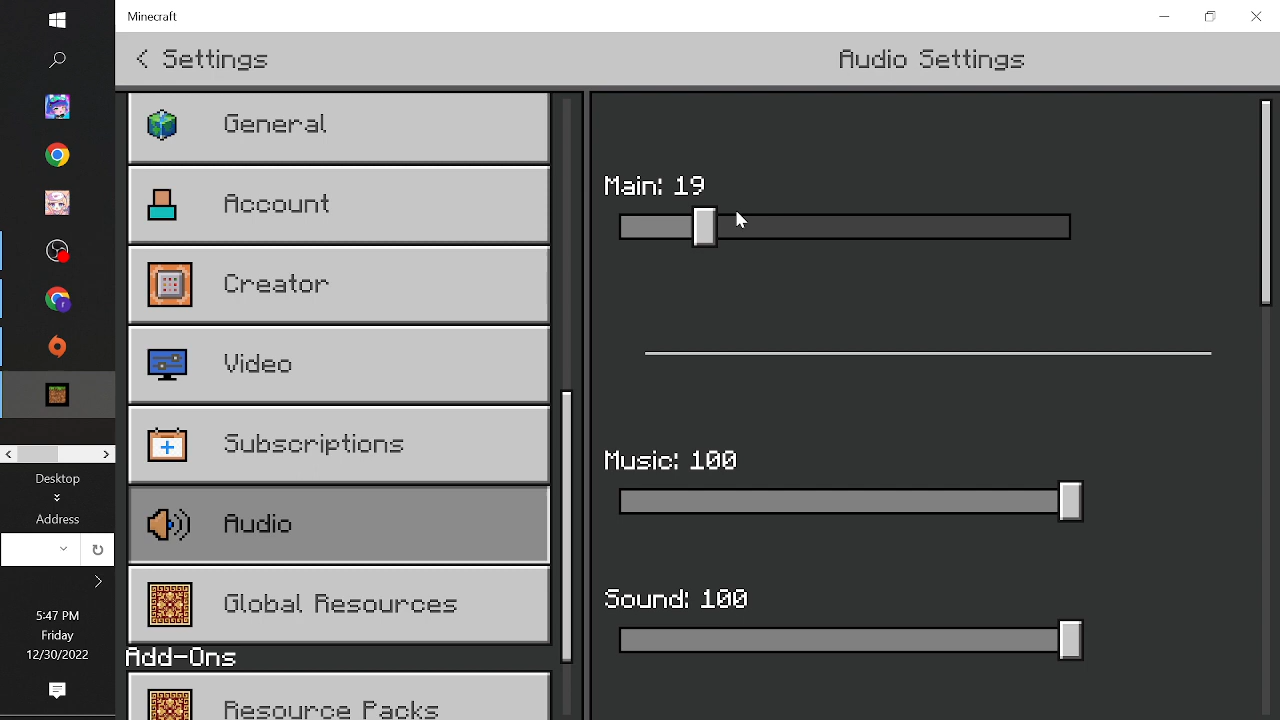 Minecraft
Settings
Audio Settings
General
Account
Creator
Video
Subscriptions
Audio
Global Resources
Add-Ons
Resource Packs
Main: 19
Music: 100
Sound: 100
Desktop
Address
5:47 PM
Friday
12/30/2022